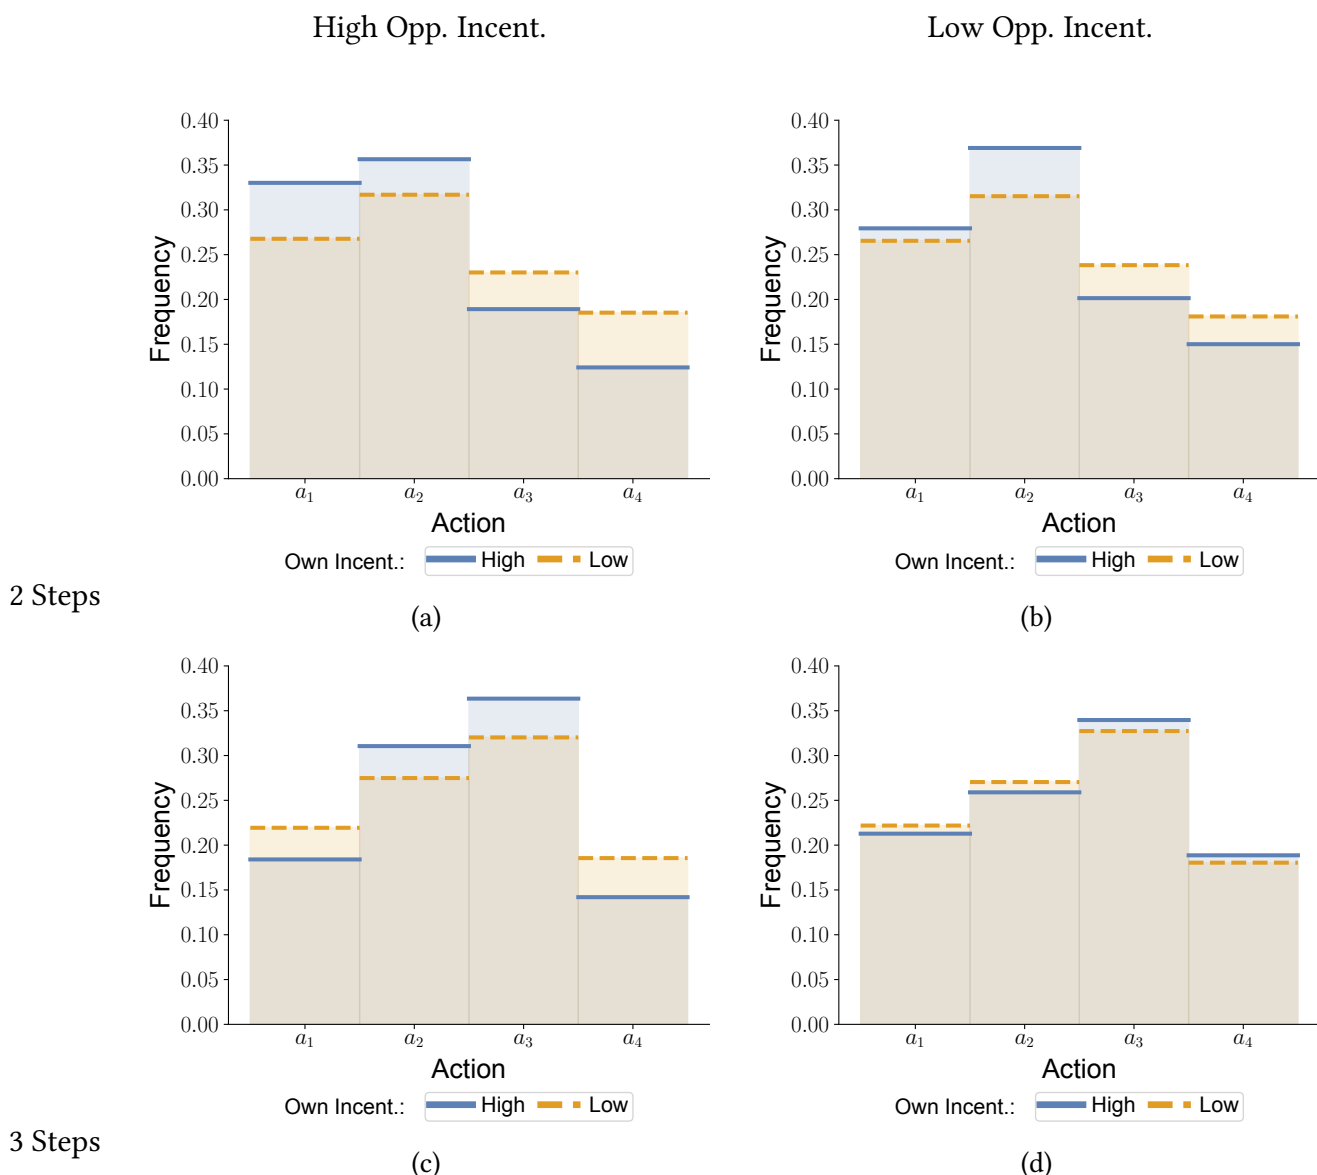 High Opp. Incent.
Low Opp. Incent.
0.40
0.35
0.30
0.25
0.20
0.15
0.10
0.05
0.00
Frequency
a1 a2 a3 a4
Action
Own Incent.: High Low
(a)
0.40
0.35
0.30
0.25
0.20
0.15
0.10
0.05
0.00
Frequency
a1 a2 a3 a4
Action
Own Incent.: High Low
(b)
2 Steps
0.40
0.35
0.30
0.25
0.20
0.15
0.10
0.05
0.00
Frequency
a1 a2 a3 a4
Action
Own Incent.: High Low
(c)
0.40
0.35
0.30
0.25
0.20
0.15
0.10
0.05
0.00
Frequency
a1 a2 a3 a4
Action
Own Incent.: High Low
(d)
3 Steps